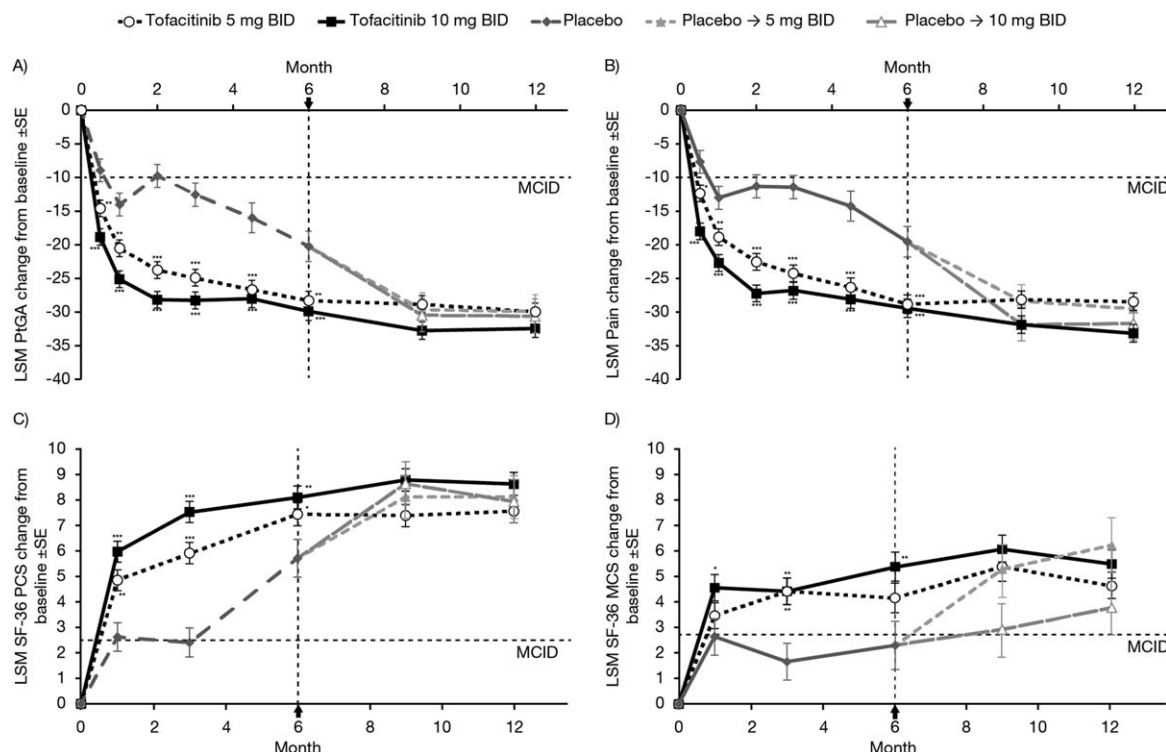 Tofacitinib 5 mg BID Tofacitinib 10 mg BID Placebo Placebo → 5 mg BID Placebo → 10 mg BID
A)
Month
0 2 4 6 8 10 12
0
-5
-10
-15
-20
-25
-30
-35
-40
LSM PtGA change from baseline ±SE
MCID
** ** *** *** *** **
*** *** *** *** *** ***
B)
Month
0 2 4 6 8 10 12
0
-5
-10
-15
-20
-25
-30
-35
-40
LSM Pain change from baseline ±SE
MCID
* ** *** *** *** ***
*** *** *** *** *** ***
C)
10
9
8
7
6
5
4
3
2
1
0
LSM SF-36 PCS change from
baseline ±SE
MCID
*** *** **
** *** *
0 2 4 6 8 10 12
Month
D)
10
9
8
7
6
5
4
3
2
1
0
LSM SF-36 MCS change from
baseline ±SE
MCID
* ** **
**
0 2 4 6 8 10 12
Month